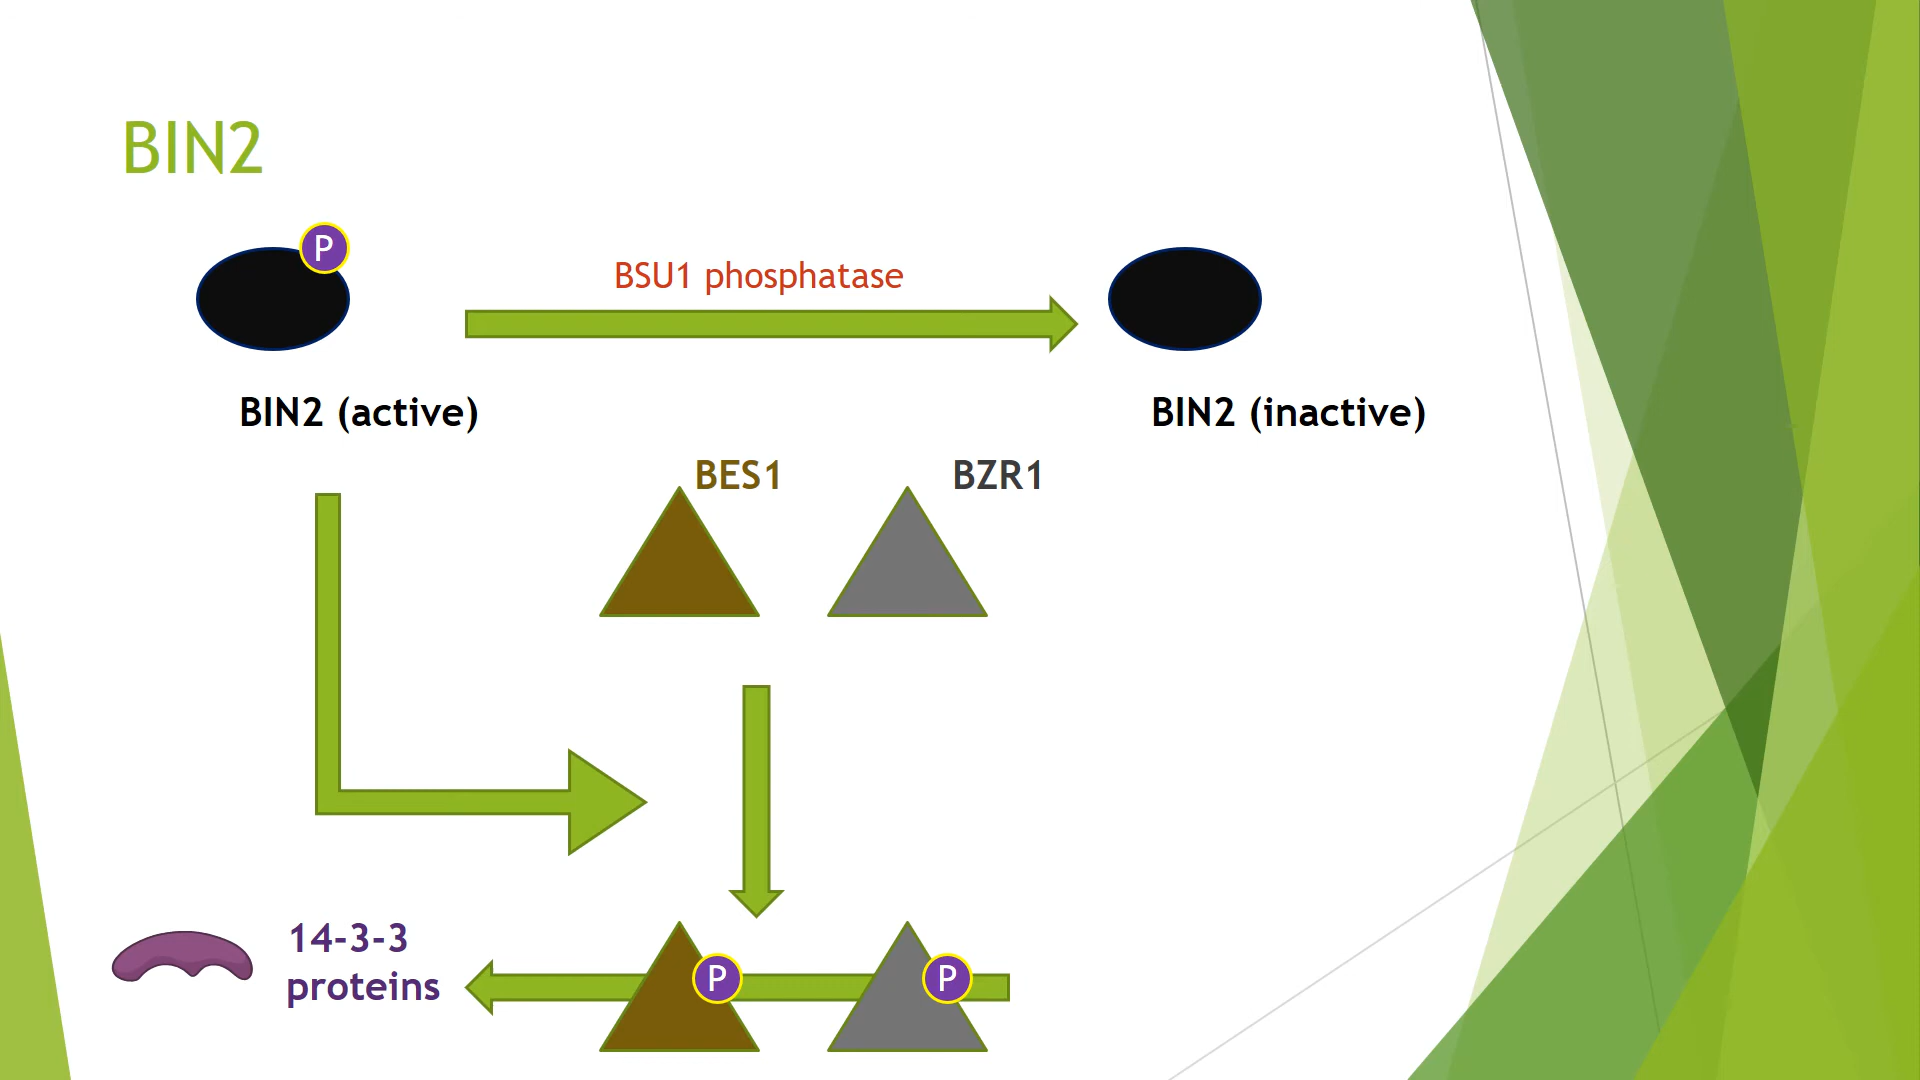 BIN2
P
BSU1 phosphatase
BIN2 (active)
BIN2 (inactive)
BES1
BZR1
14-3-3
proteins
P
P